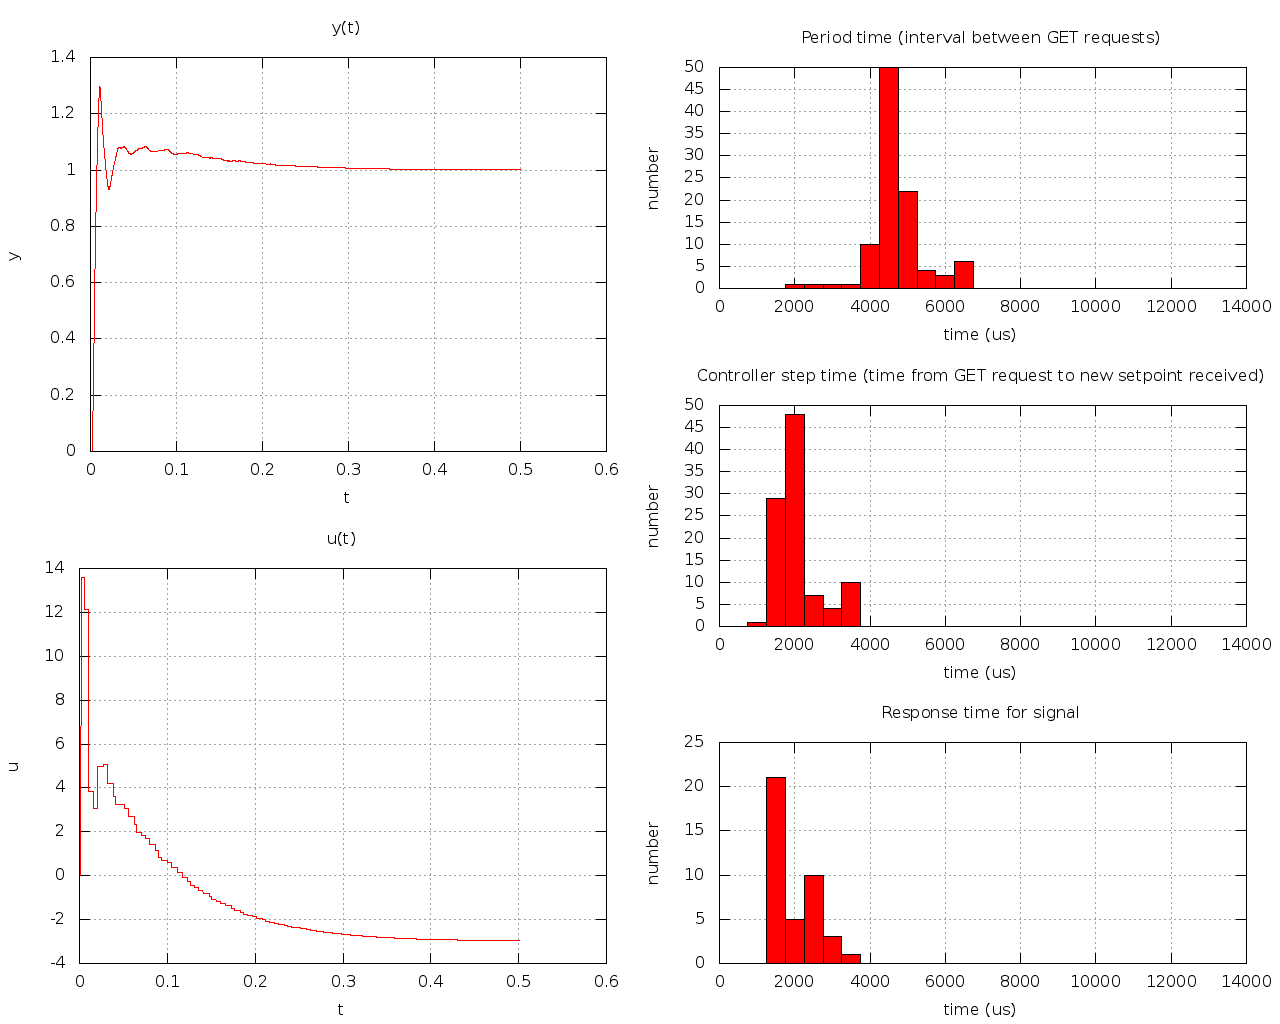 y(t)
1.4
1.2
1
0.8
0.6
0.4
0.2
0
y
0 0.1 0.2 0.3 0.4 0.5 0.6
t
u(t)
14
12
10
8
6
4
2
0
-2
-4
u
0 0.1 0.2 0.3 0.4 0.5 0.6
t
Period time (interval between GET requests)
50
45
40
35
30
25
20
15
10
5
0
number
0 2000 4000 6000 8000 10000 12000 14000
time (us)
Controller step time (time from GET request to new setpoint received)
50
45
40
35
30
25
20
15
10
5
0
number
0 2000 4000 6000 8000 10000 12000 14000
time (us)
Response time for signal
25
20
15
10
5
0
number
0 2000 4000 6000 8000 10000 12000 14000
time (us)